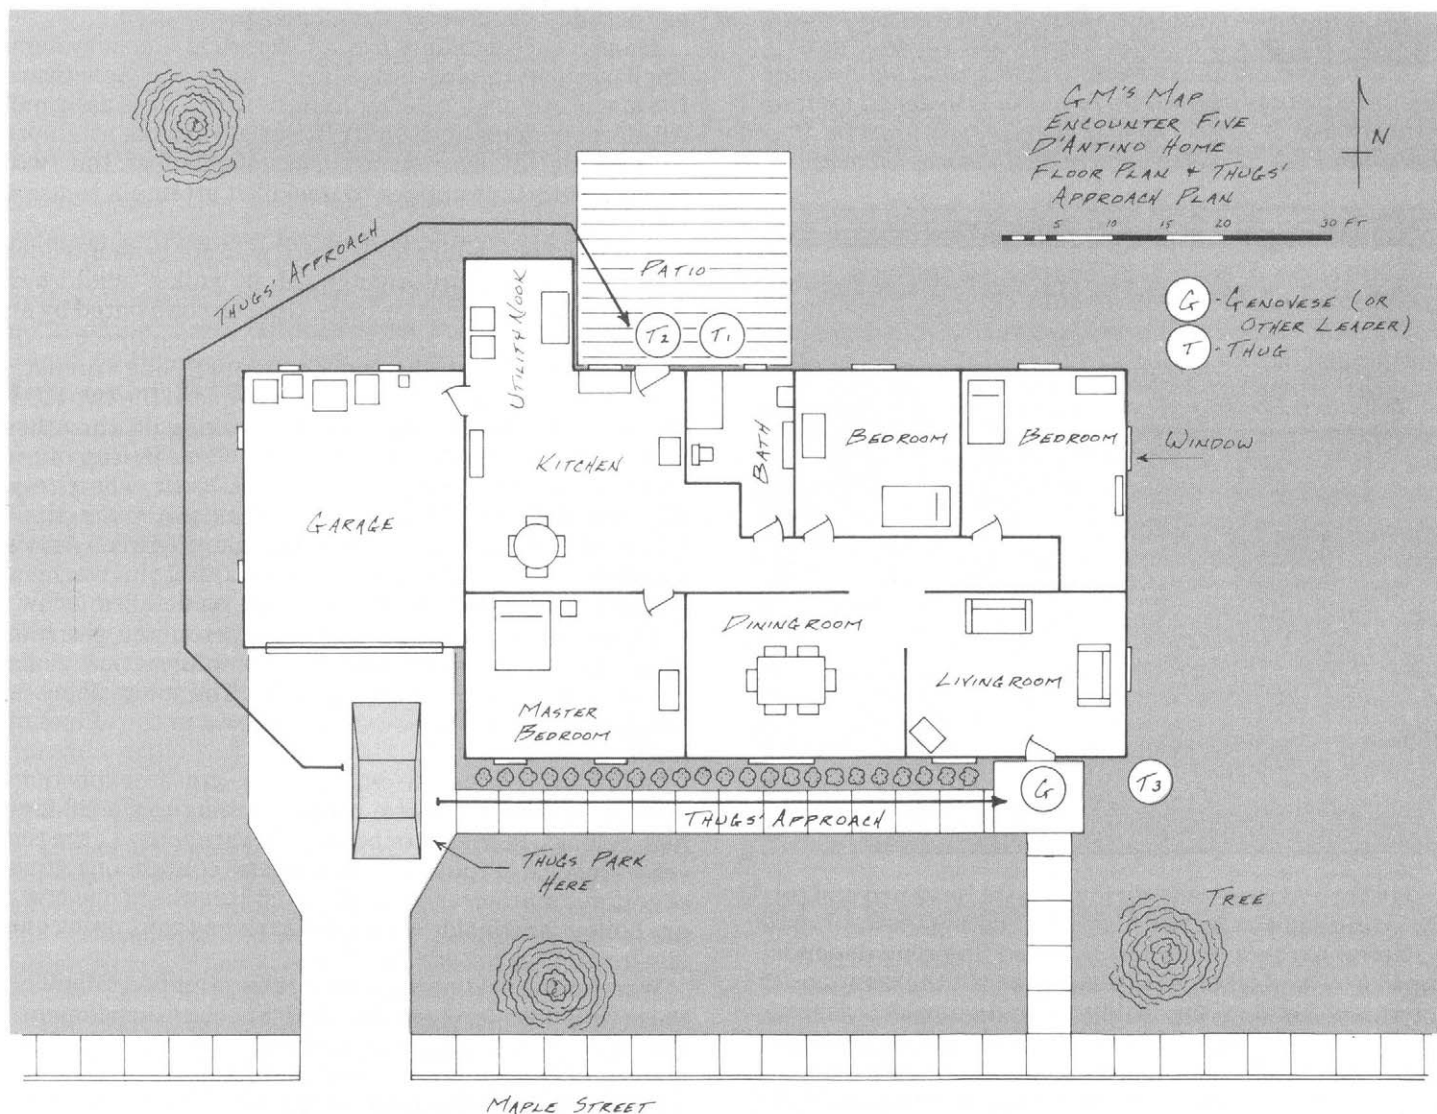 GM'S MAP
ENCOUNTER FIVE
D'ANTINO HOME
FLOOR PLAN + THUGS'
APPROACH PLAN
N
5 10 15 20 30 FT
G - GENOVESE (OR
OTHER LEADER)
T - THUG
THUGS' APPROACH
PATIO
T2 T1
UTILITY NOOK
KITCHEN
BATH
BEDROOM
BEDROOM
WINDOW
GARAGE
DININGROOM
LIVINGROOM
MASTER
BEDROOM
G
T3
THUGS' APPROACH
THUGS PARK
HERE
TREE
MAPLE STREET